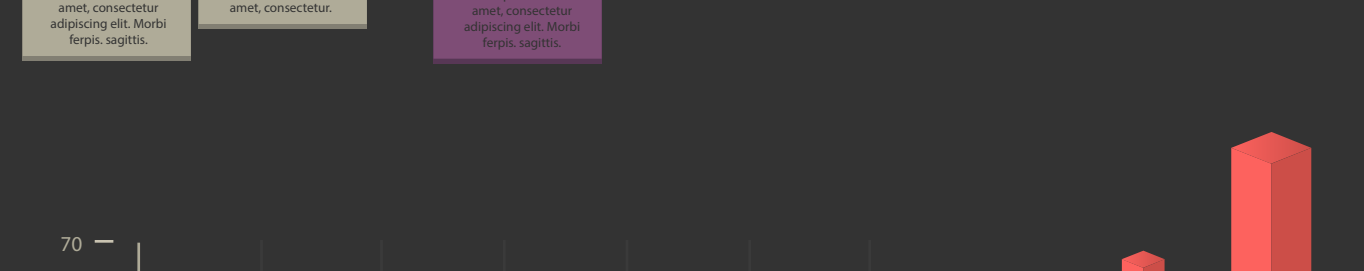 amet, consectetur
adipiscing elit. Morbi
ferpis. sagittis.
amet, consectetur.
amet, consectetur
adipiscing elit. Morbi
ferpis. sagittis.
70